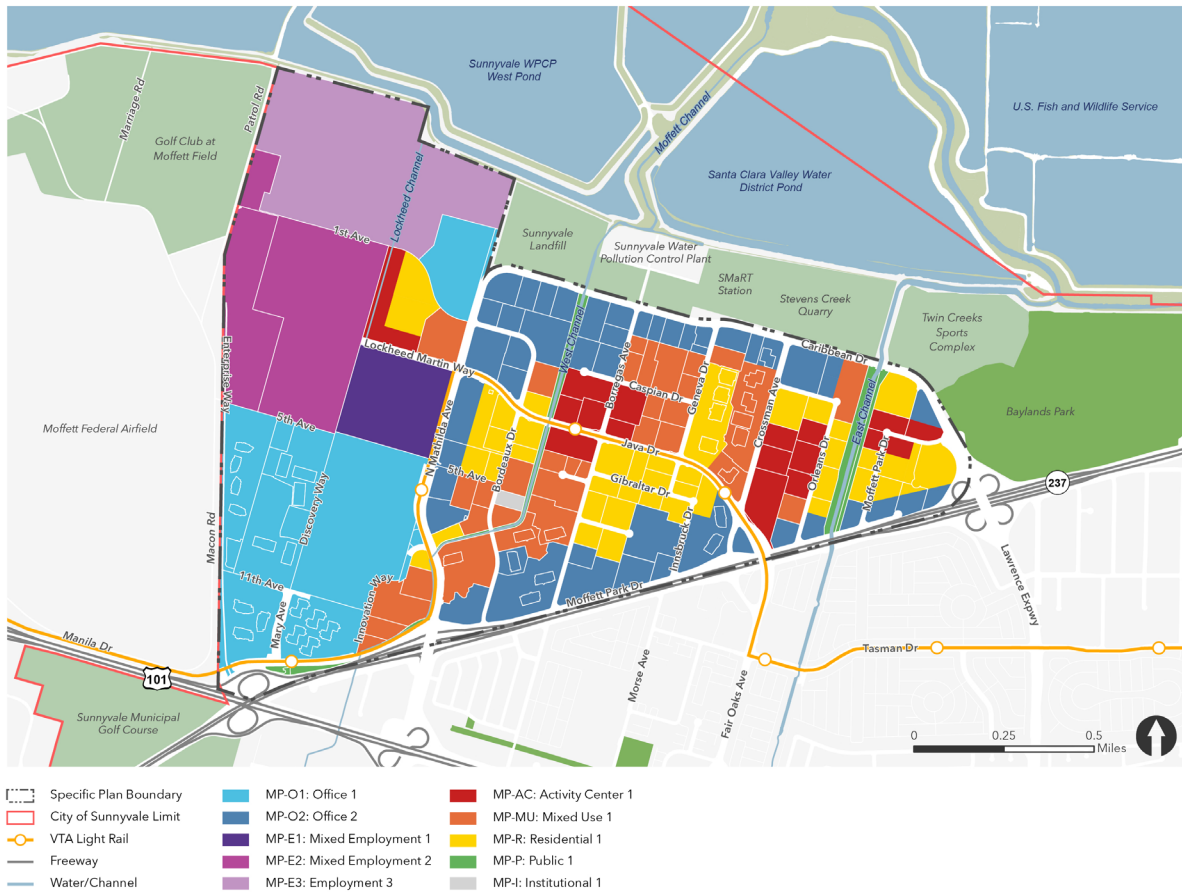 Sunnyvale WPCP
West Pond
U.S. Fish and Wildlife Service
Moffett Channel
Marriage Rd
Patrol Rd
Golf Club at
Moffett Field
Santa Clara Valley Water
District Pond
Lockheed Channel
1st Ave
Sunnyvale
Landfill
Sunnyvale Water
Pollution Control Plant
SMaRT
Station
Stevens Creek
Quarry
Twin Creeks
Sports
Complex
Baylands Park
Moffett Federal Airfield
Enterprise Way
Lockheed Martin Way
West Channel
Borregas Ave
Caspian Dr
Geneva Dr
Caribbean Dr
Crossman Ave
East Channel
5th Ave
N Mathilda Ave
Bordeaux Dr
5th Ave
Java Dr
Gibraltar Dr
Orleans Dr
Moffett Park Dr
237
Discovery Way
Innsbruck Dr
Macon Rd
11th Ave
Mary Ave
Innovation Way
Moffett Park Dr
Lawrence Expwy
Manila Dr
101
Tasman Dr
Morse Ave
Fair Oaks Ave
Sunnyvale Municipal
Golf Course
0 0.25 0.5
Miles
Specific Plan Boundary
City of Sunnyvale Limit
VTA Light Rail
Freeway
Water/Channel
MP-O1: Office 1
MP-O2: Office 2
MP-E1: Mixed Employment 1
MP-E2: Mixed Employment 2
MP-E3: Employment 3
MP-AC: Activity Center 1
MP-MU: Mixed Use 1
MP-R: Residential 1
MP-P: Public 1
MP-I: Institutional 1